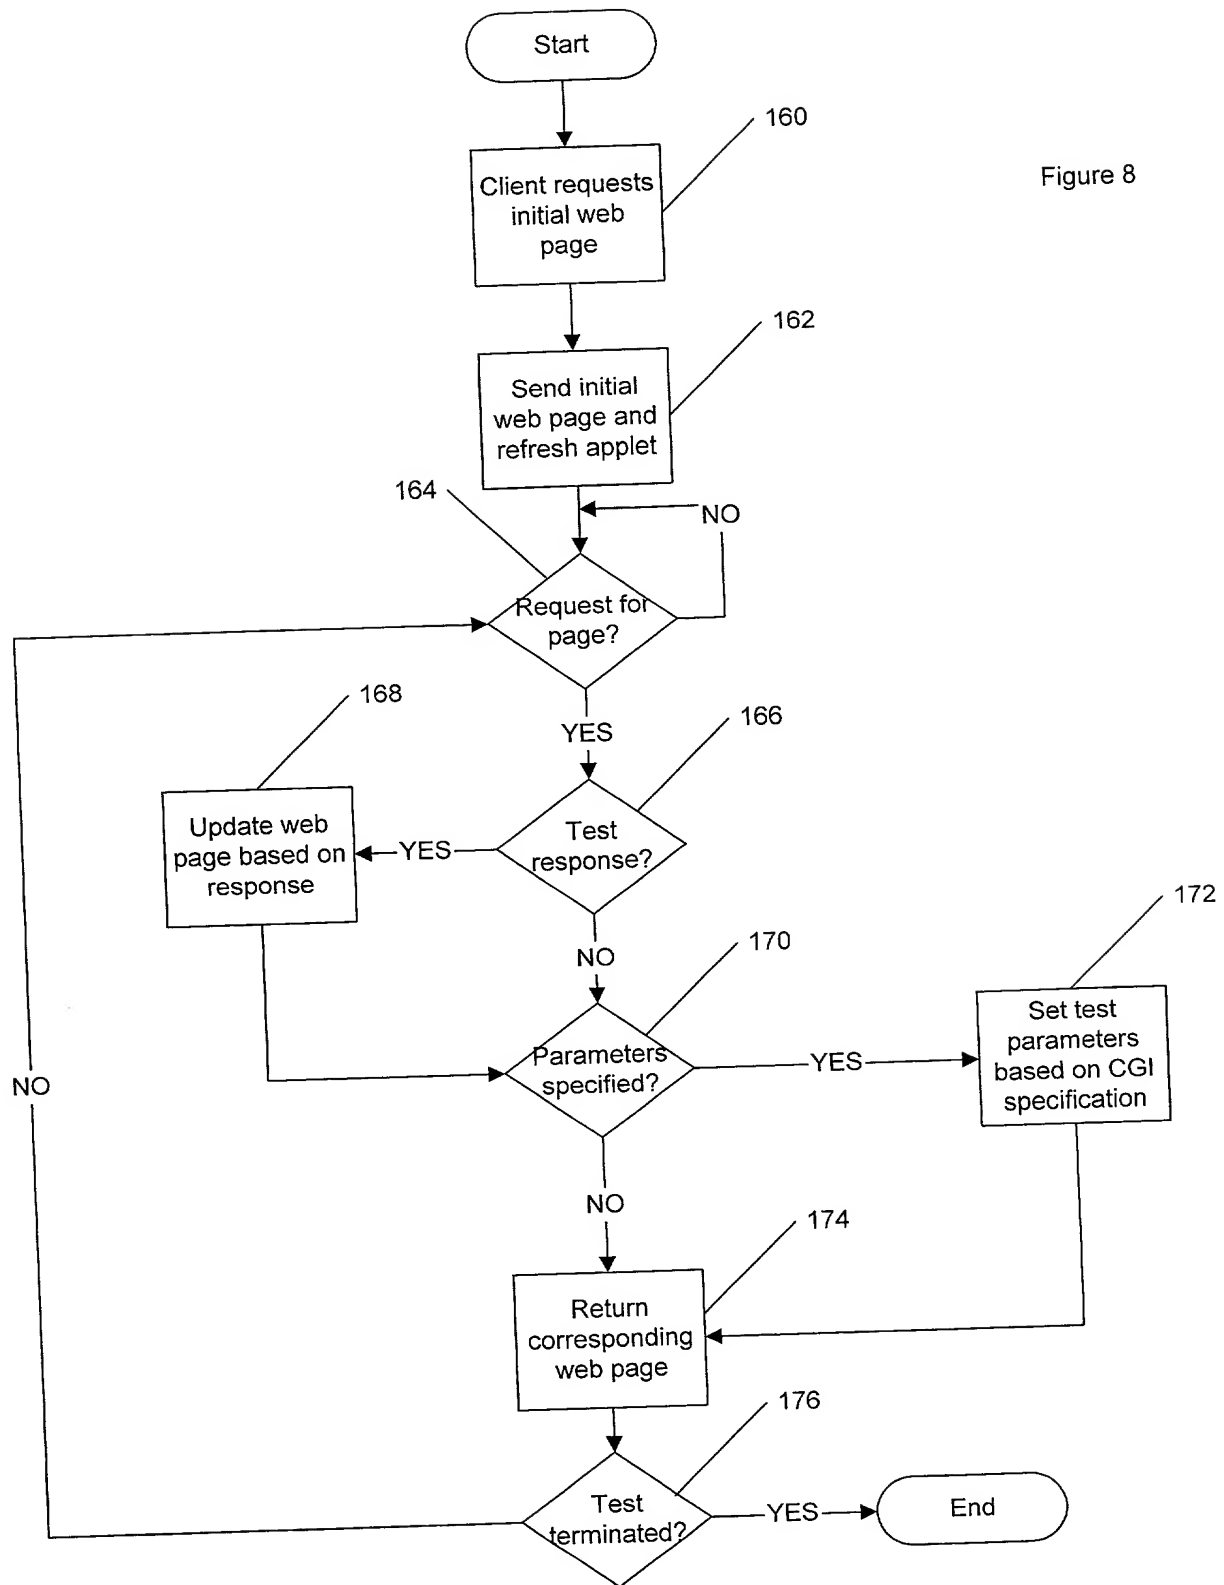 Start
160
Figure 8
Client requests
initial web
page
162
Send initial
web page and
refresh applet
164
NO
Request for
page?
168
YES
166
Update web
page based on
response
YES
Test
response?
172
NO
170
Set test
parameters
based on CGI
specification
Parameters
specified?
YES
NO
NO
174
Return
corresponding
web page
176
Test
terminated?
YES
End